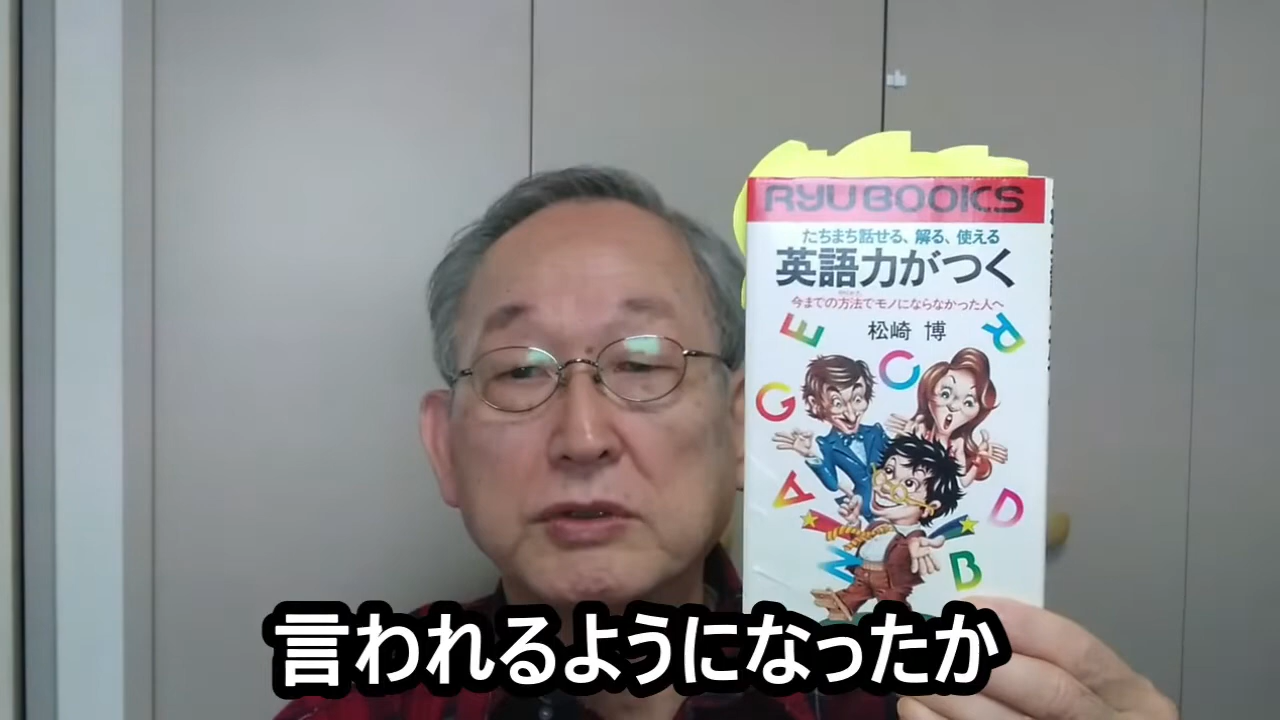 RYU BOOKS
たちまち話せる、解る、使える
英語力がつく
今までの方法でモノにならなかった人へ
松崎 博
E
R
C
G
A
D
W
B
言われるようになったか